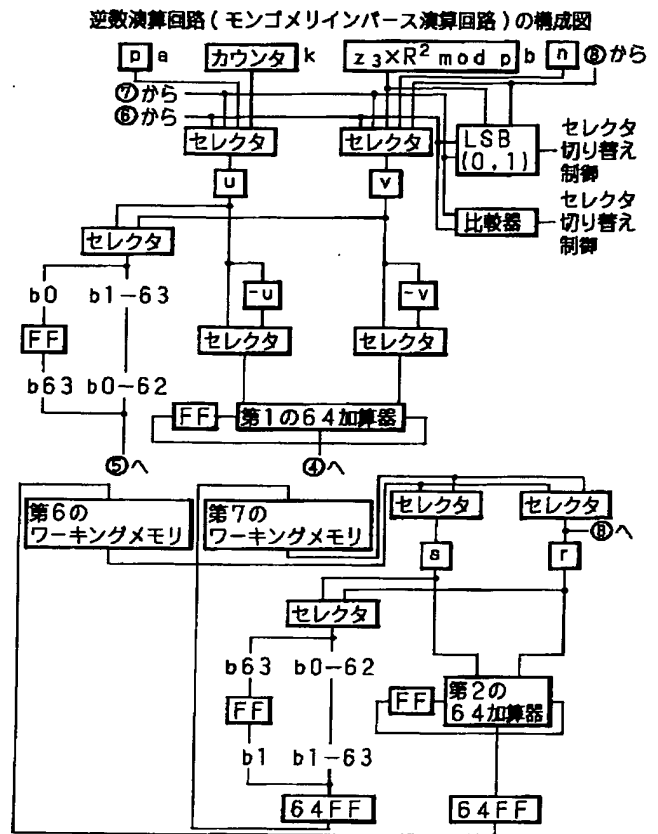 逆数演算回路(モンゴメリインバース演算回路)の構成図
p a カウンタ k z₃×R² mod p b n ⑧から
⑦から
⑥から
セレクタ セレクタ LSB (0,1) セレクタ切り替え制御
u v 比較器 セレクタ切り替え制御
セレクタ
b0 b1-63 -u -v
FF セレクタ セレクタ
b63 b0-62
FF 第1の64加算器
⑤へ ④へ
第6のワーキングメモリ 第7のワーキングメモリ セレクタ セレクタ
⑧へ
s r
セレクタ
b63 b0-62
FF FF 第2の64加算器
b1 b1-63
64FF 64FF